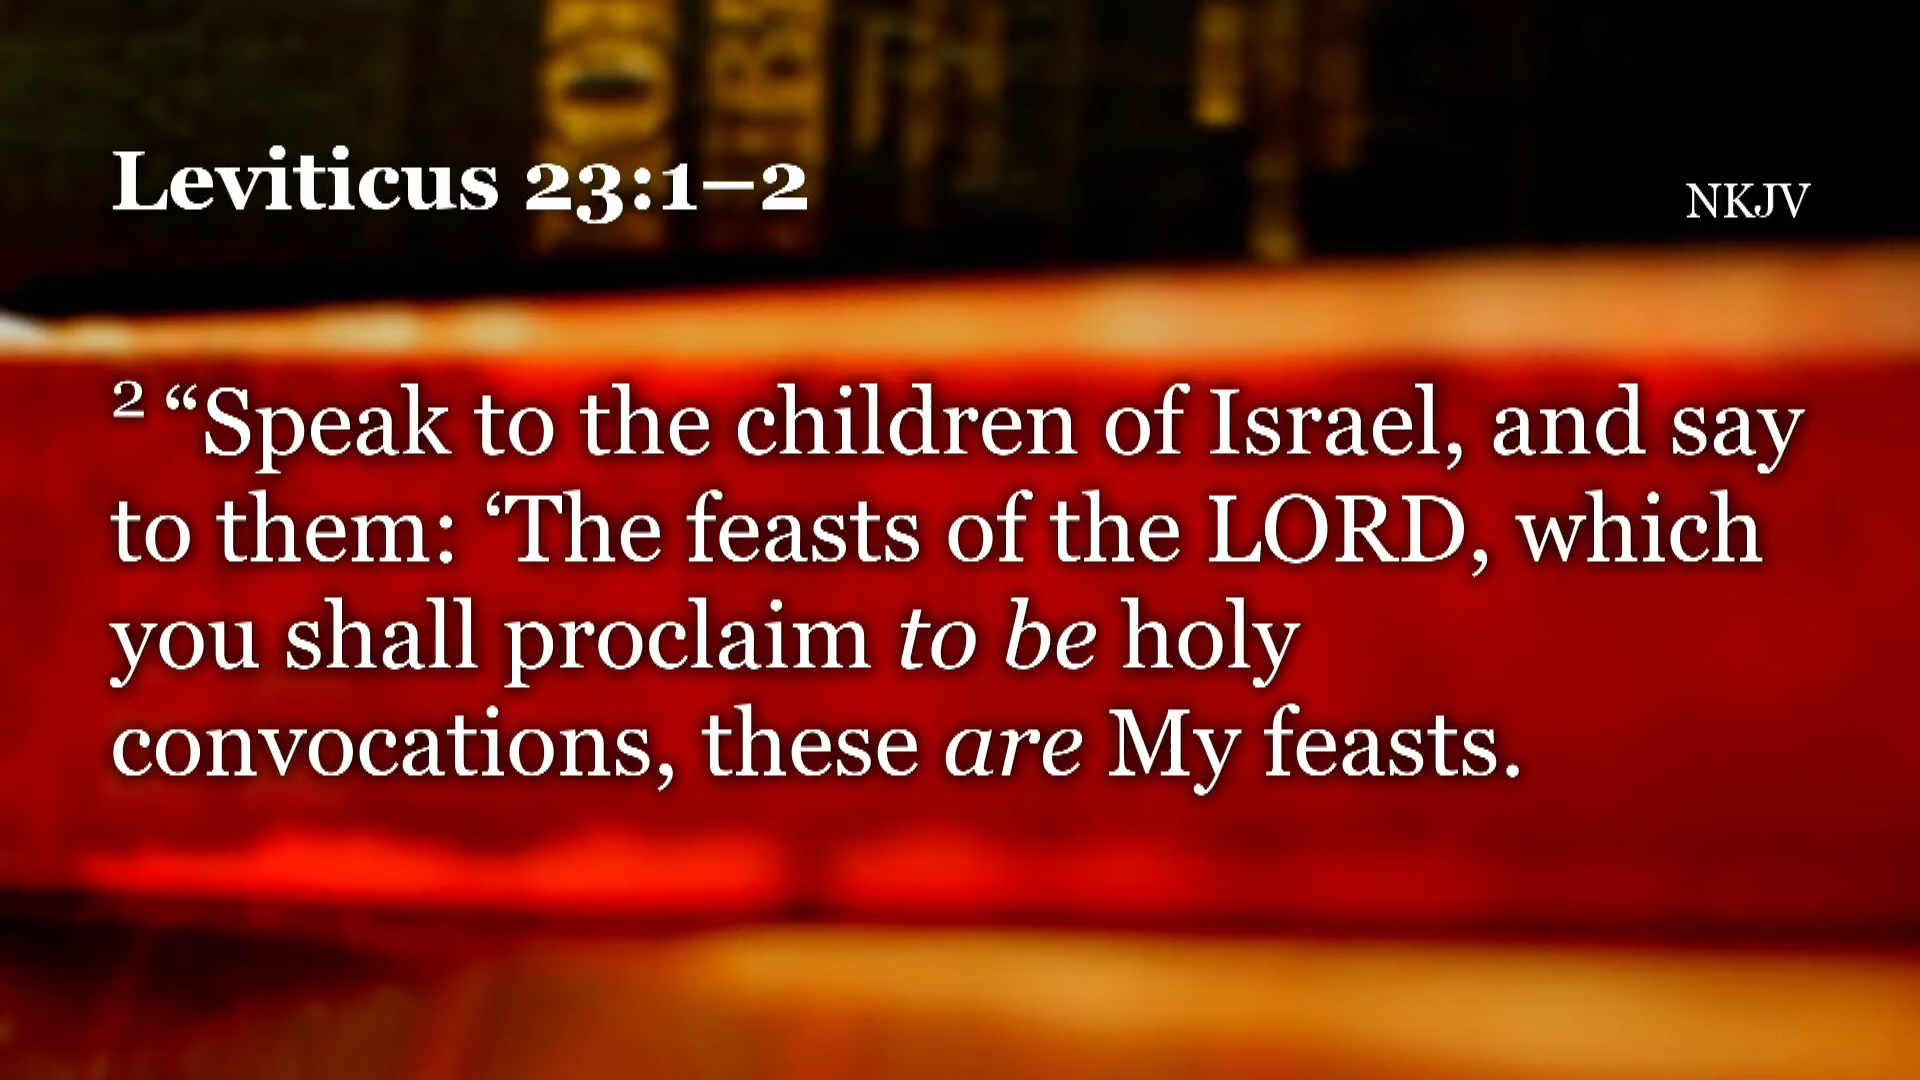 Leviticus 23:1–2
NKJV
2 “Speak to the children of Israel, and say
to them: ‘The feasts of the LORD, which
you shall proclaim to be holy
convocations, these are My feasts.